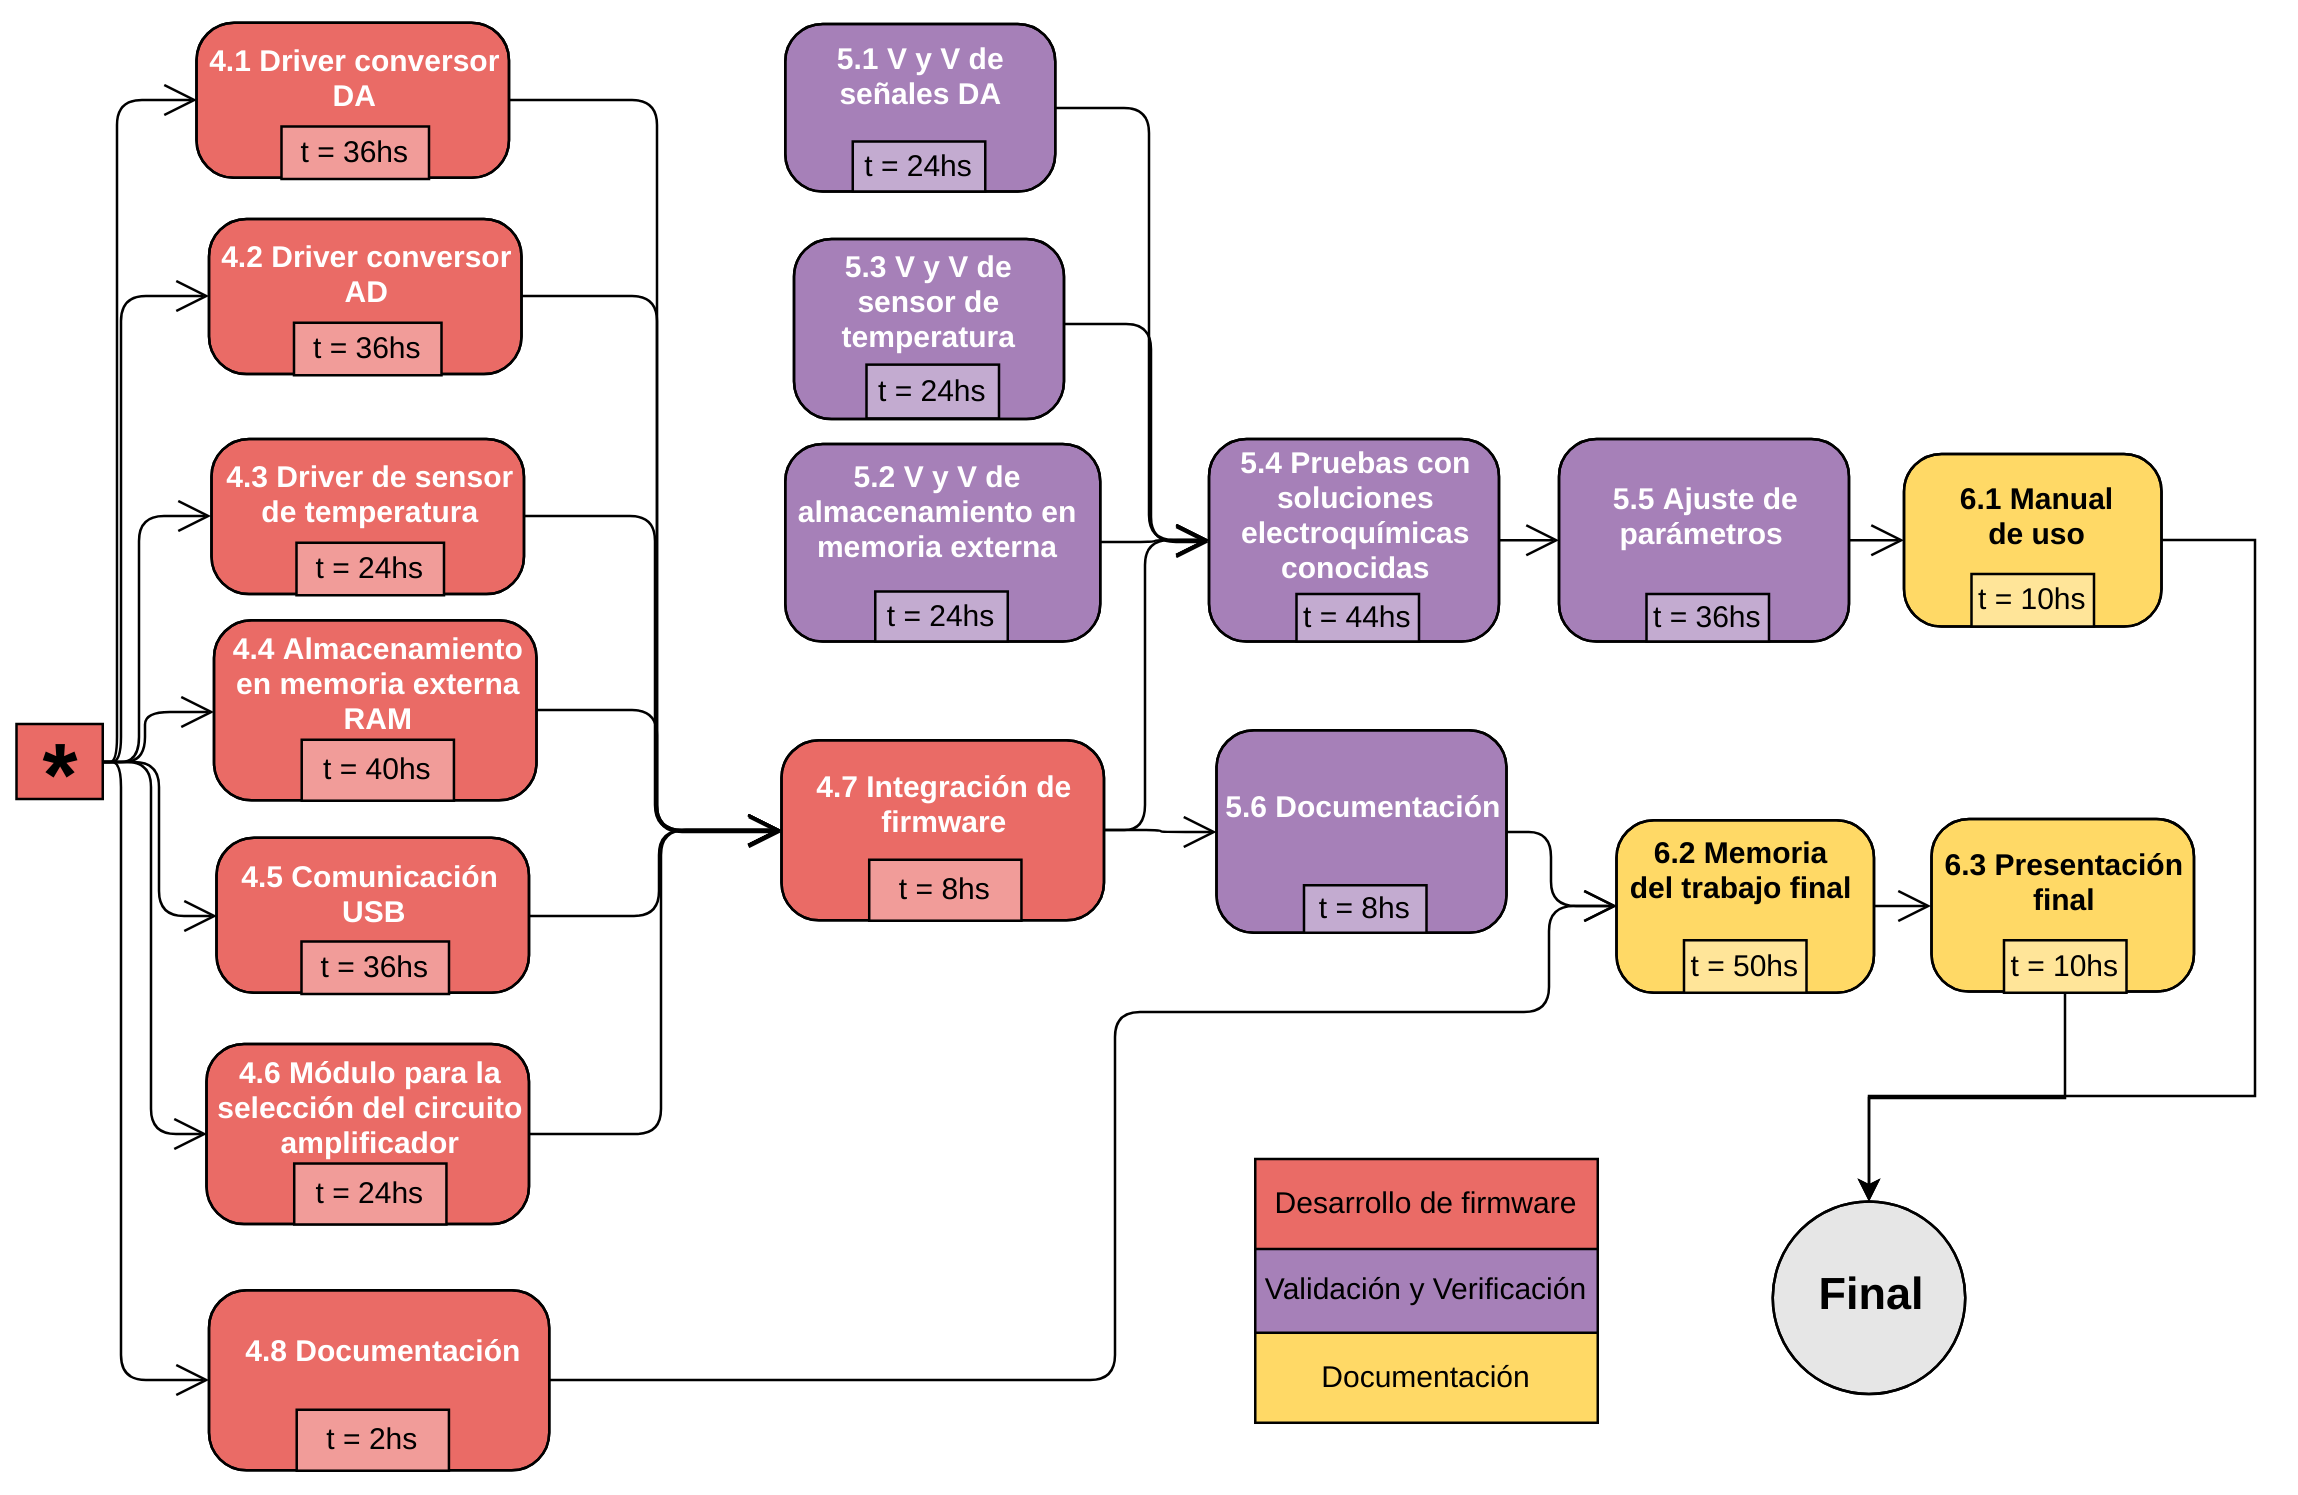 4.1 Driver conversor
DA
t = 36hs
4.2 Driver conversor
AD
t = 36hs
4.3 Driver de sensor
de temperatura
t = 24hs
4.4 Almacenamiento
en memoria externa
RAM
t = 40hs
*
4.5 Comunicación
USB
t = 36hs
4.6 Módulo para la
selección del circuito
amplificador
t = 24hs
4.8 Documentación
t = 2hs
5.1 V y V de
señales DA
t = 24hs
5.3 V y V de
sensor de
temperatura
t = 24hs
5.2 V y V de
almacenamiento en
memoria externa
t = 24hs
4.7 Integración de
firmware
t = 8hs
5.4 Pruebas con
soluciones
electroquímicas
conocidas
t = 44hs
5.5 Ajuste de
parámetros
t = 36hs
6.1 Manual
de uso
t = 10hs
5.6 Documentación
t = 8hs
6.2 Memoria
del trabajo final
t = 50hs
6.3 Presentación
final
t = 10hs
Desarrollo de firmware
Validación y Verificación
Documentación
Final